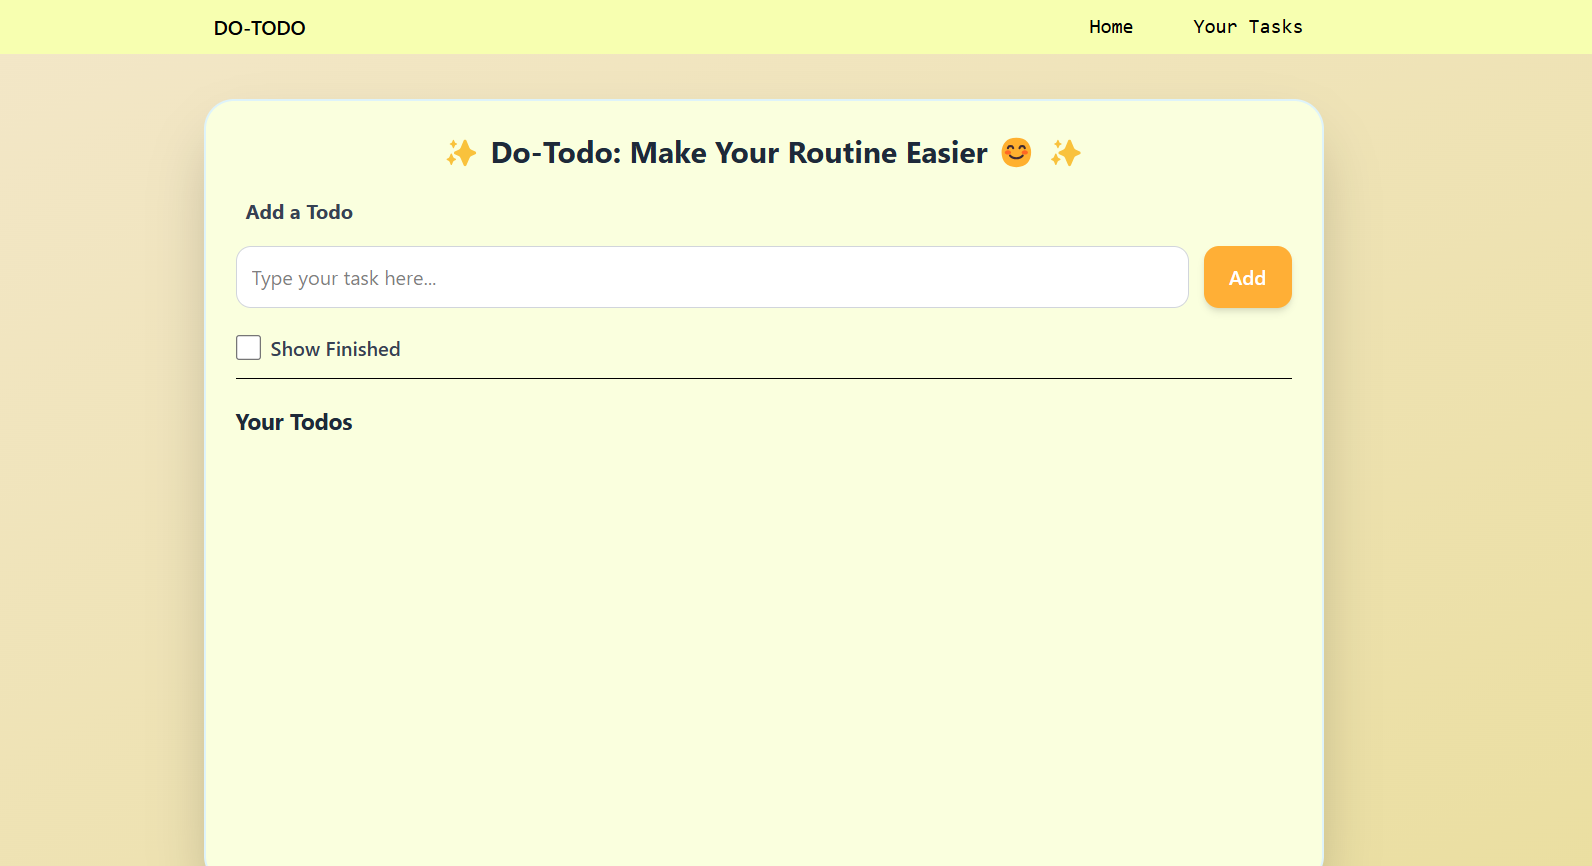 DO-TODO Home Your Tasks
✨ Do-Todo: Make Your Routine Easier 😊 ✨
Add a Todo
Type your task here... Add
Show Finished
Your Todos